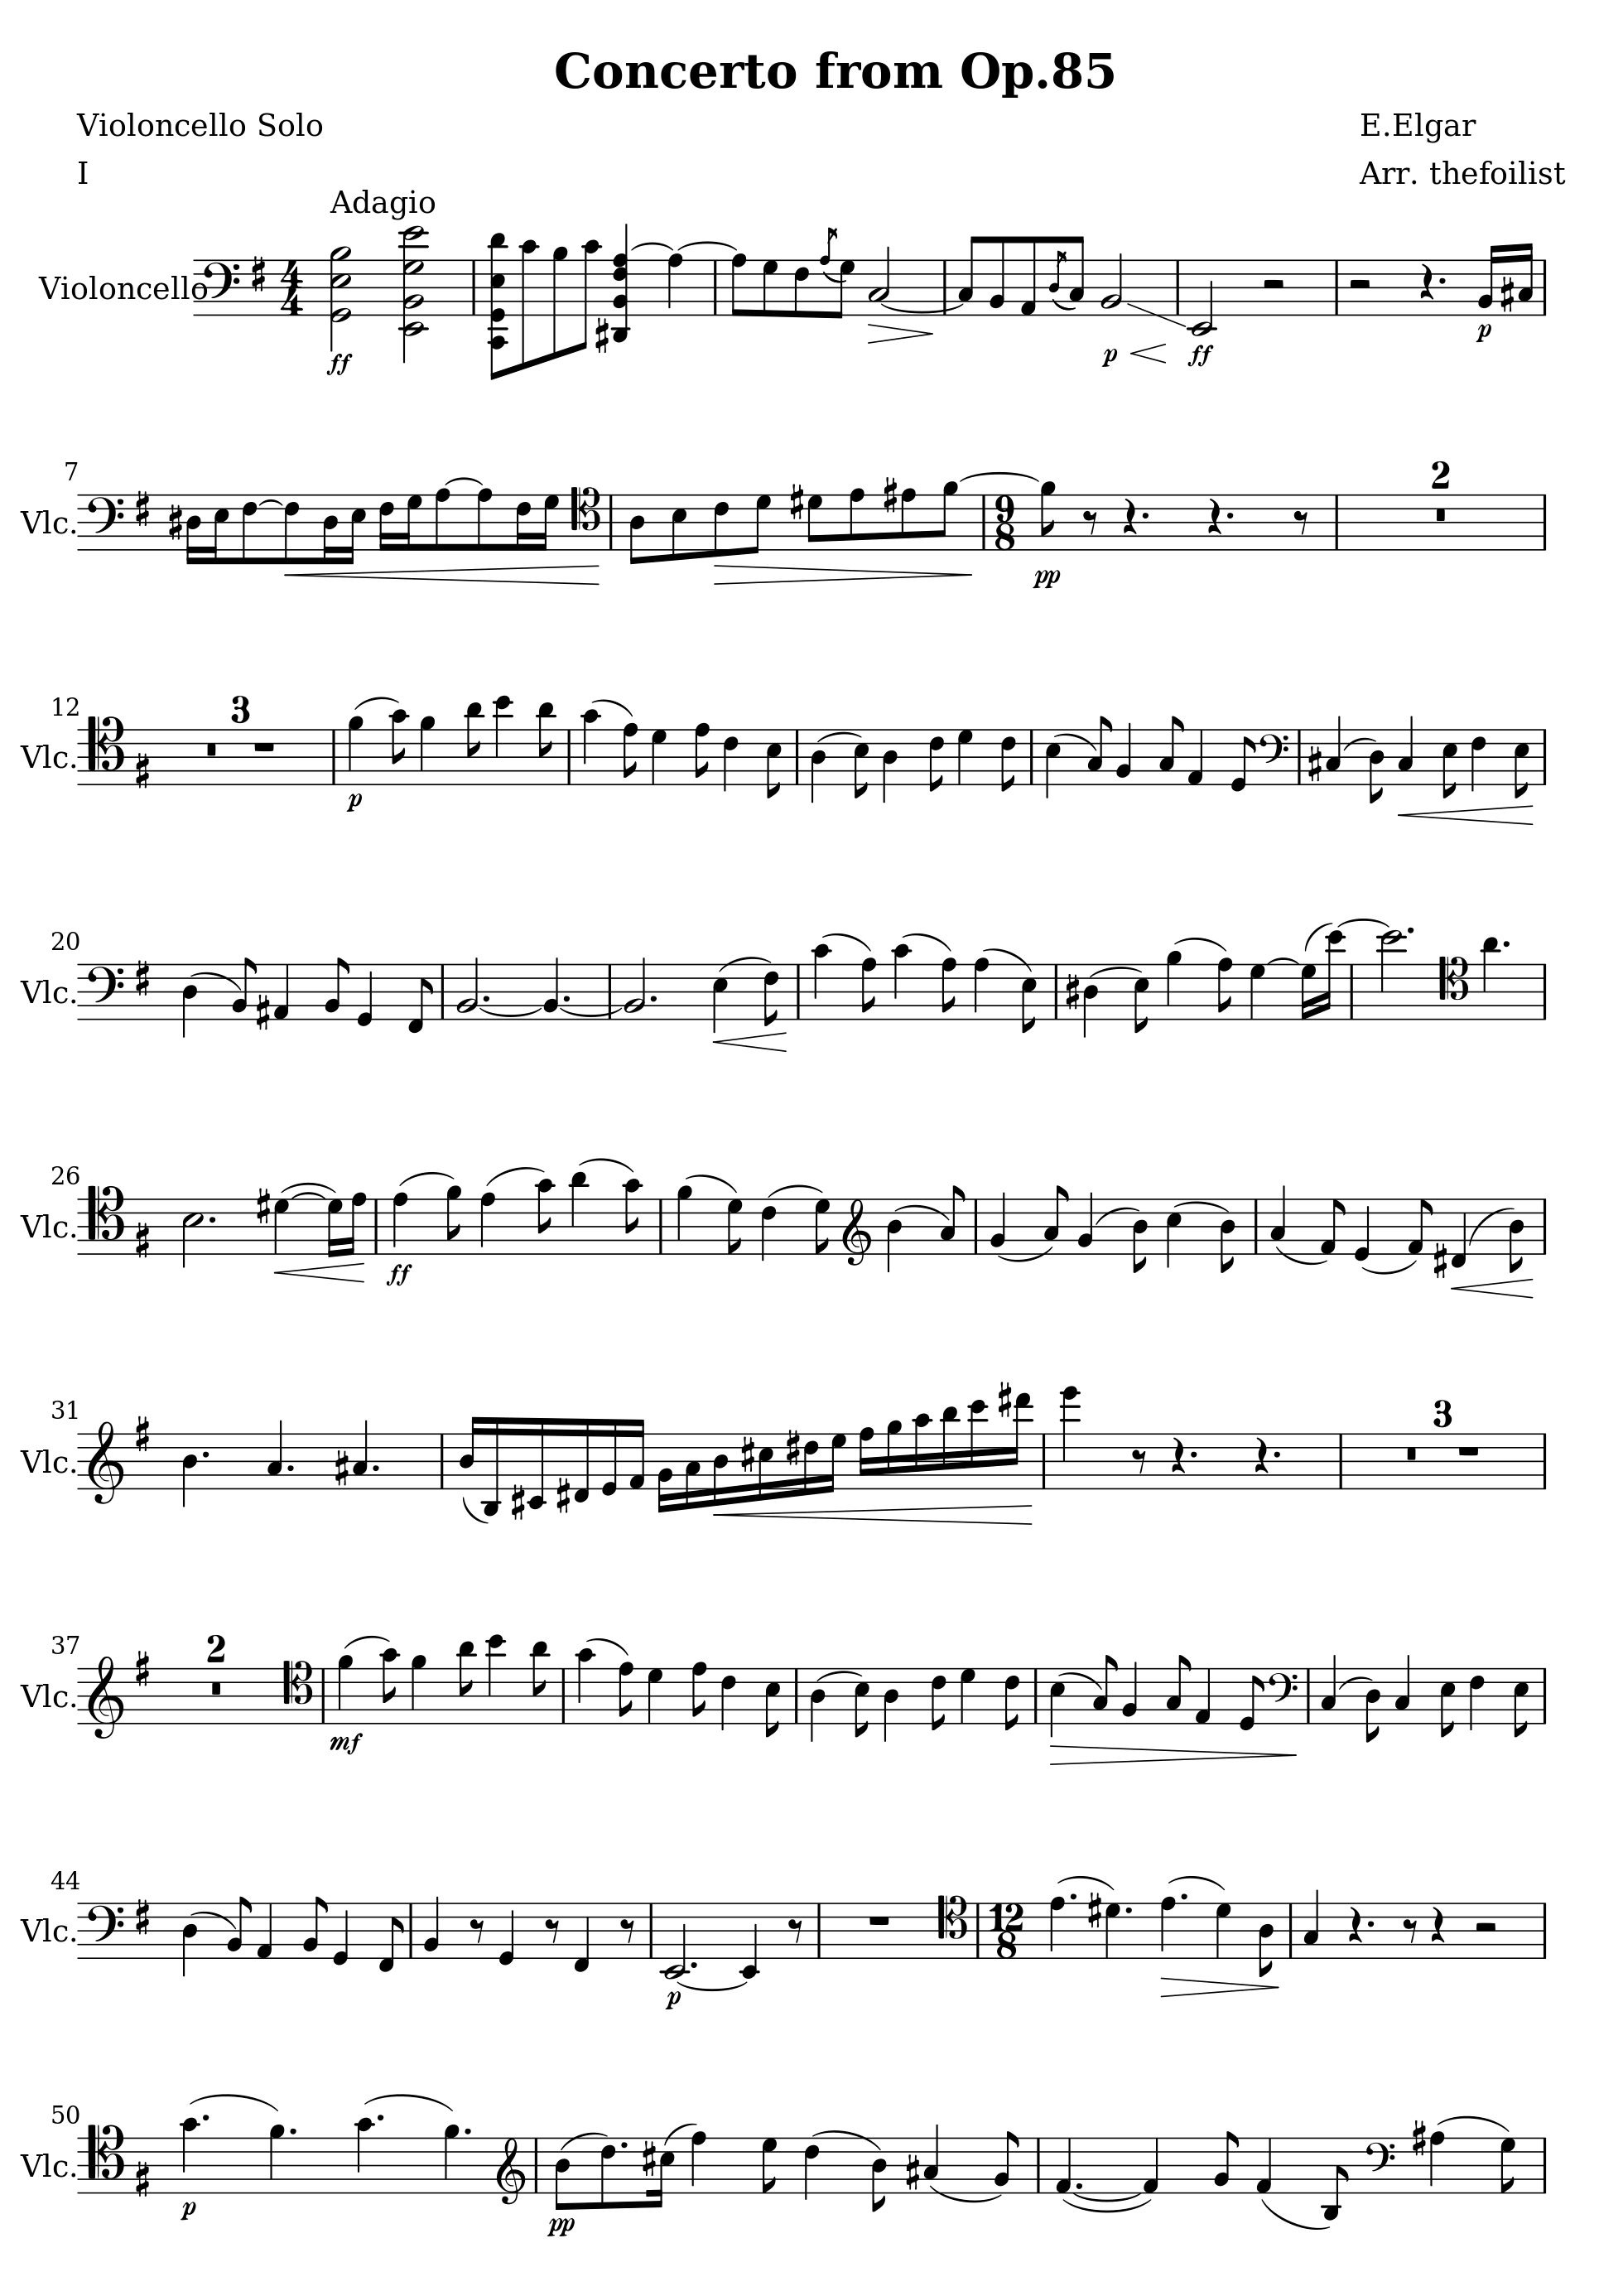 Concerto from Op.85
Violoncello Solo
E.Elgar
I
Arr. thefoilist
Adagio
Violoncello
4
4
ff
p
ff
p
7
Vlc.
9
8
pp
2
12
Vlc.
3
p
20
Vlc.
26
Vlc.
ff
31
Vlc.
3
37
Vlc.
2
mf
44
Vlc.
p
12
8
50
Vlc.
p
pp